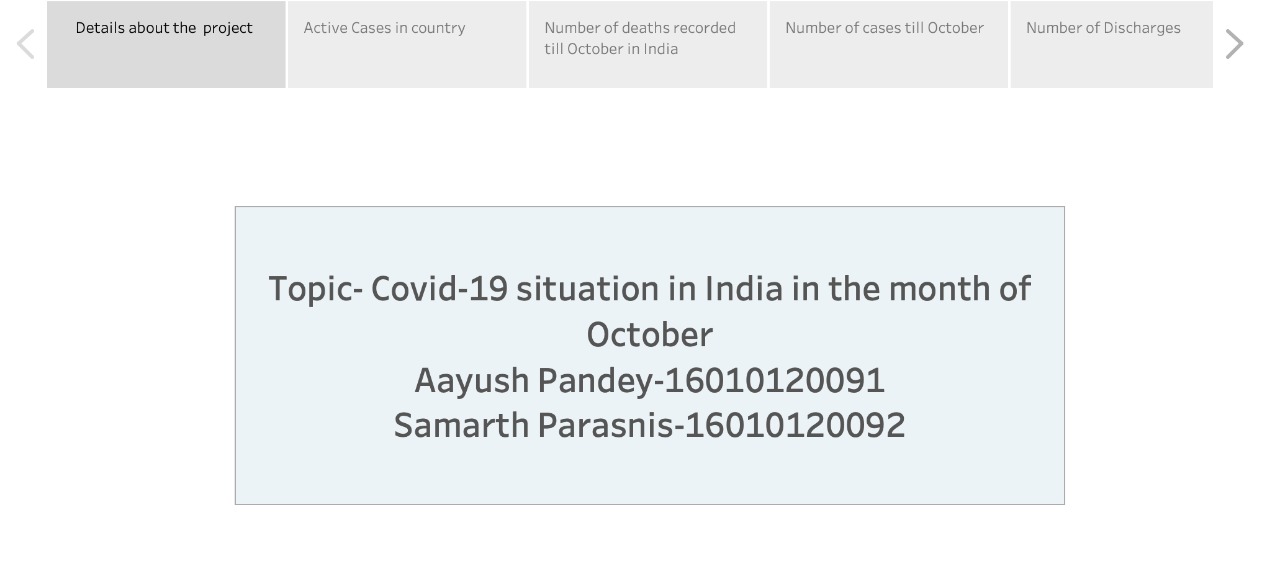 Details about the project
Active Cases in country
Number of deaths recorded
till October in India
Number of cases till October
Number of Discharges
Topic- Covid-19 situation in India in the month of
October
Aayush Pandey-16010120091
Samarth Parasnis-16010120092